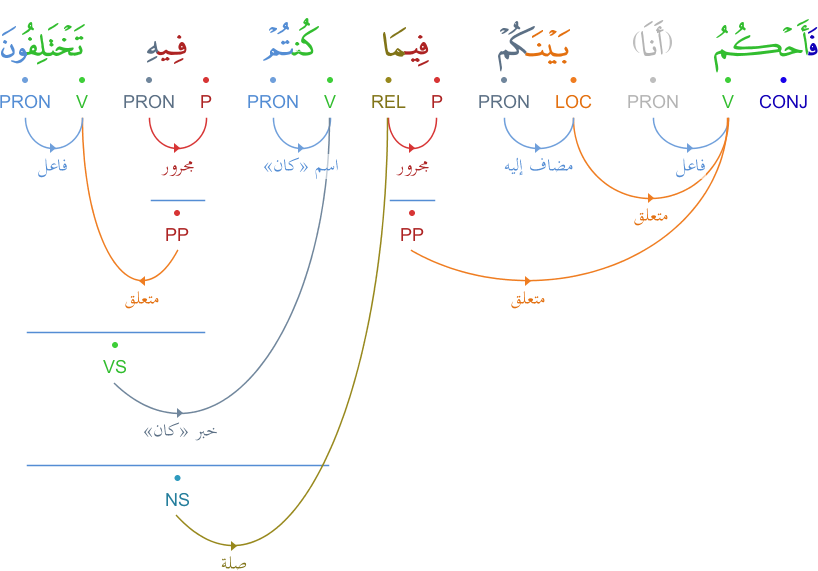 فَأَحْكُمُ (أَنَا) بَيْنَكُمْ فِيمَا كُنتُمْ فِيهِ تَخْتَلِفُونَ
CONJ V PRON LOC PRON P REL V PRON P PRON V PRON
فاعل مضاف إليه مجرور اسم «كان» مجرور فاعل
متعلق
PP PP
متعلق متعلق
VS
خبر «كان»
NS
صلة